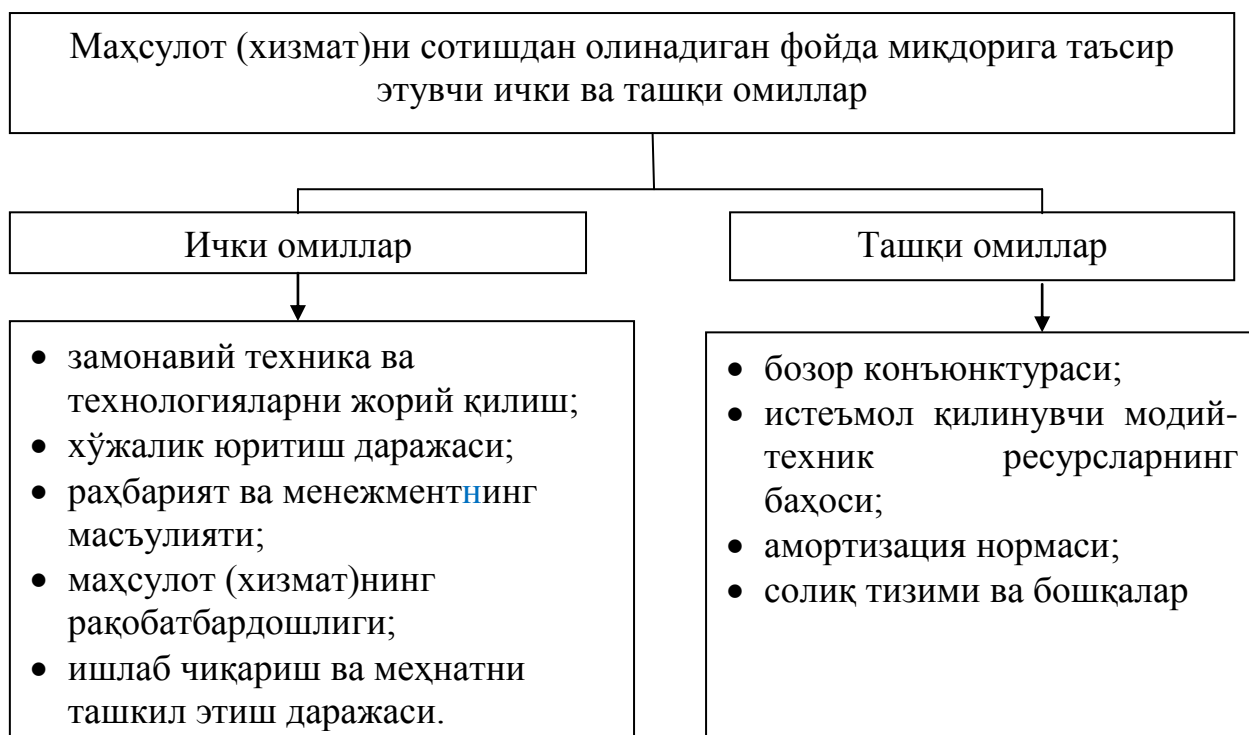 Маҳсулот (хизмат)ни сотишдан олинадиган фойда миқдорига таъсир
этувчи ички ва ташқи омиллар
Ички омиллар
• замонавий техника ва
технологияларни жорий қилиш;
• хўжалик юритиш даражаси;
• раҳбарият ва менежментнинг
масъулияти;
• маҳсулот (хизмат)нинг
рақобатбардошлиги;
• ишлаб чиқариш ва меҳнатни
ташкил этиш даражаси.
Ташқи омиллар
• бозор конъюнктураси;
• истеъмол қилинувчи модий-
техник ресурсларнинг
баҳоси;
• амортизация нормаси;
• солиқ тизими ва бошқалар